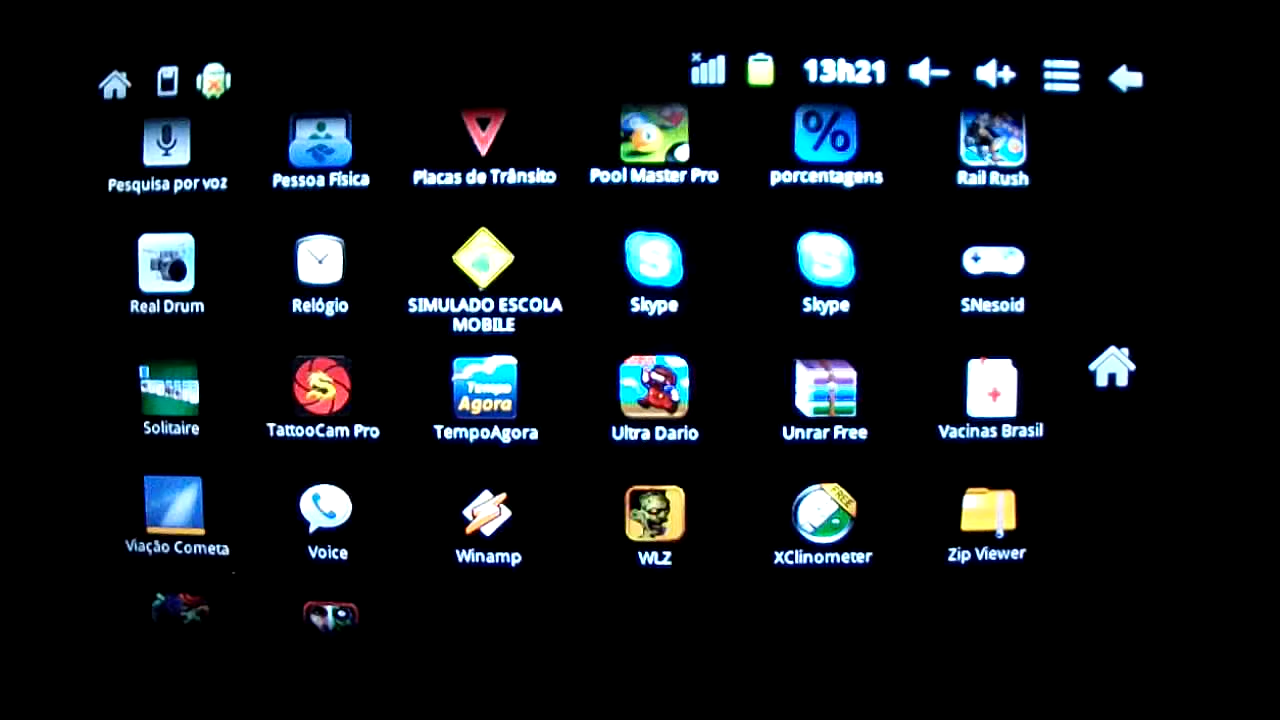 13h21
Pesquisa por voz
Pessoa Física
Placas de Trânsito
Pool Master Pro
%
porcentagens
Rail Rush
Real Drum
Relógio
SIMULADO ESCOLA
MOBILE
S
Skype
S
Skype
SNesoid
Solitaire
TattooCam Pro
Tempo
Agora
TempoAgora
Ultra Dario
Unrar Free
Vacinas Brasil
Viação Cometa
Voice
Winamp
WLZ
FREE
XClinometer
Zip Viewer